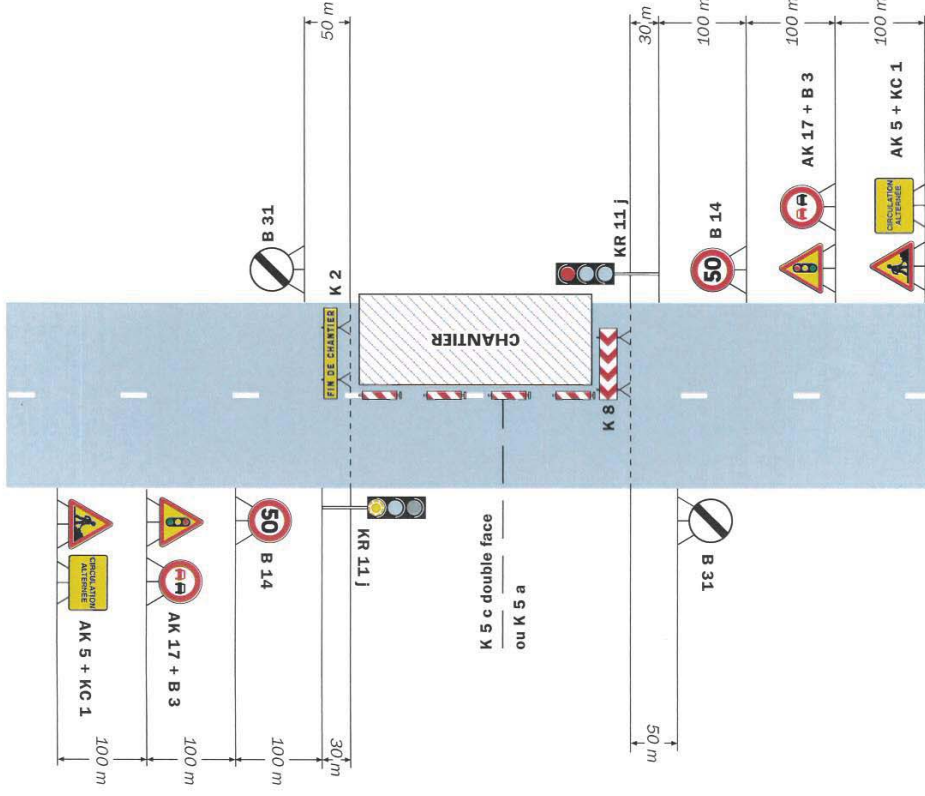 50 m
30 m
100 m
100 m
100 m
B 31
K 2
FIN DE CHANTIER
CHANTIER
KR 11 j
50
B 14
AK 17 + B 3
CIRCULATION
ALTERNÉE
AK 5 + KC 1
K 8
K 5 c double face
ou K 5 a
CIRCULATION
ALTERNÉE
AK 5 + KC 1
AK 17 + B 3
50
B 14
KR 11 j
B 31
100 m
100 m
100 m
30 m
50 m